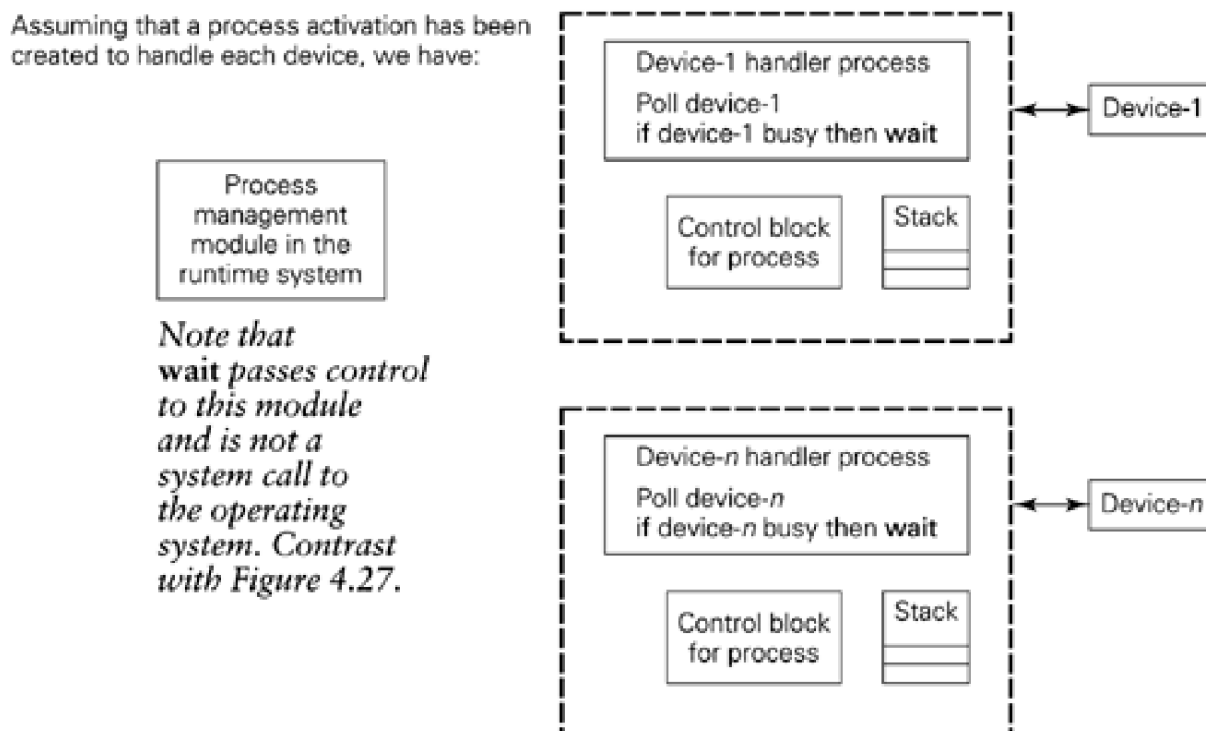 Assuming that a process activation has been
created to handle each device, we have:
Process
management
module in the
runtime system
Note that
wait passes control
to this module
and is not a
system call to
the operating
system. Contrast
with Figure 4.27.
Device-1 handler process
Poll device-1
if device-1 busy then wait
Control block
for process
Stack
Device-1
Device-n handler process
Poll device-n
if device-n busy then wait
Control block
for process
Stack
Device-n